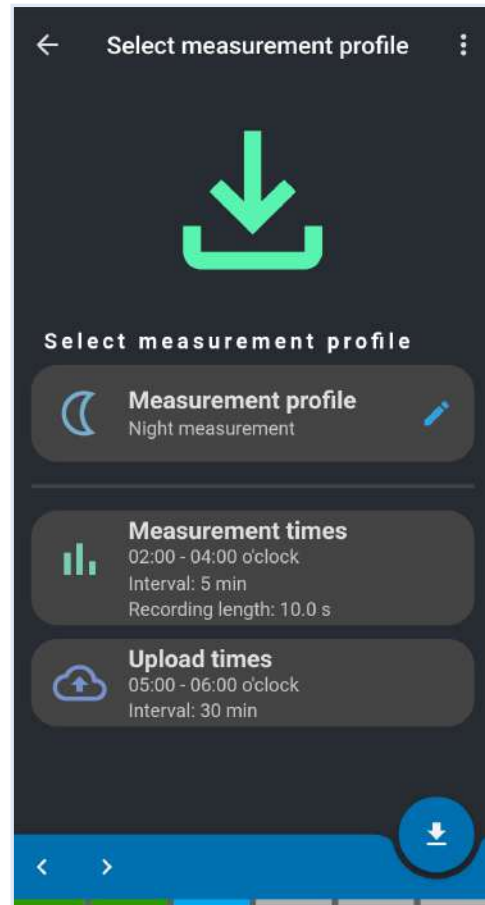 Select measurement profile
Select measurement profile
Measurement profile
Night measurement
Measurement times
02:00 - 04:00 o'clock
Interval: 5 min
Recording length: 10.0 s
Upload times
05:00 - 06:00 o'clock
Interval: 30 min